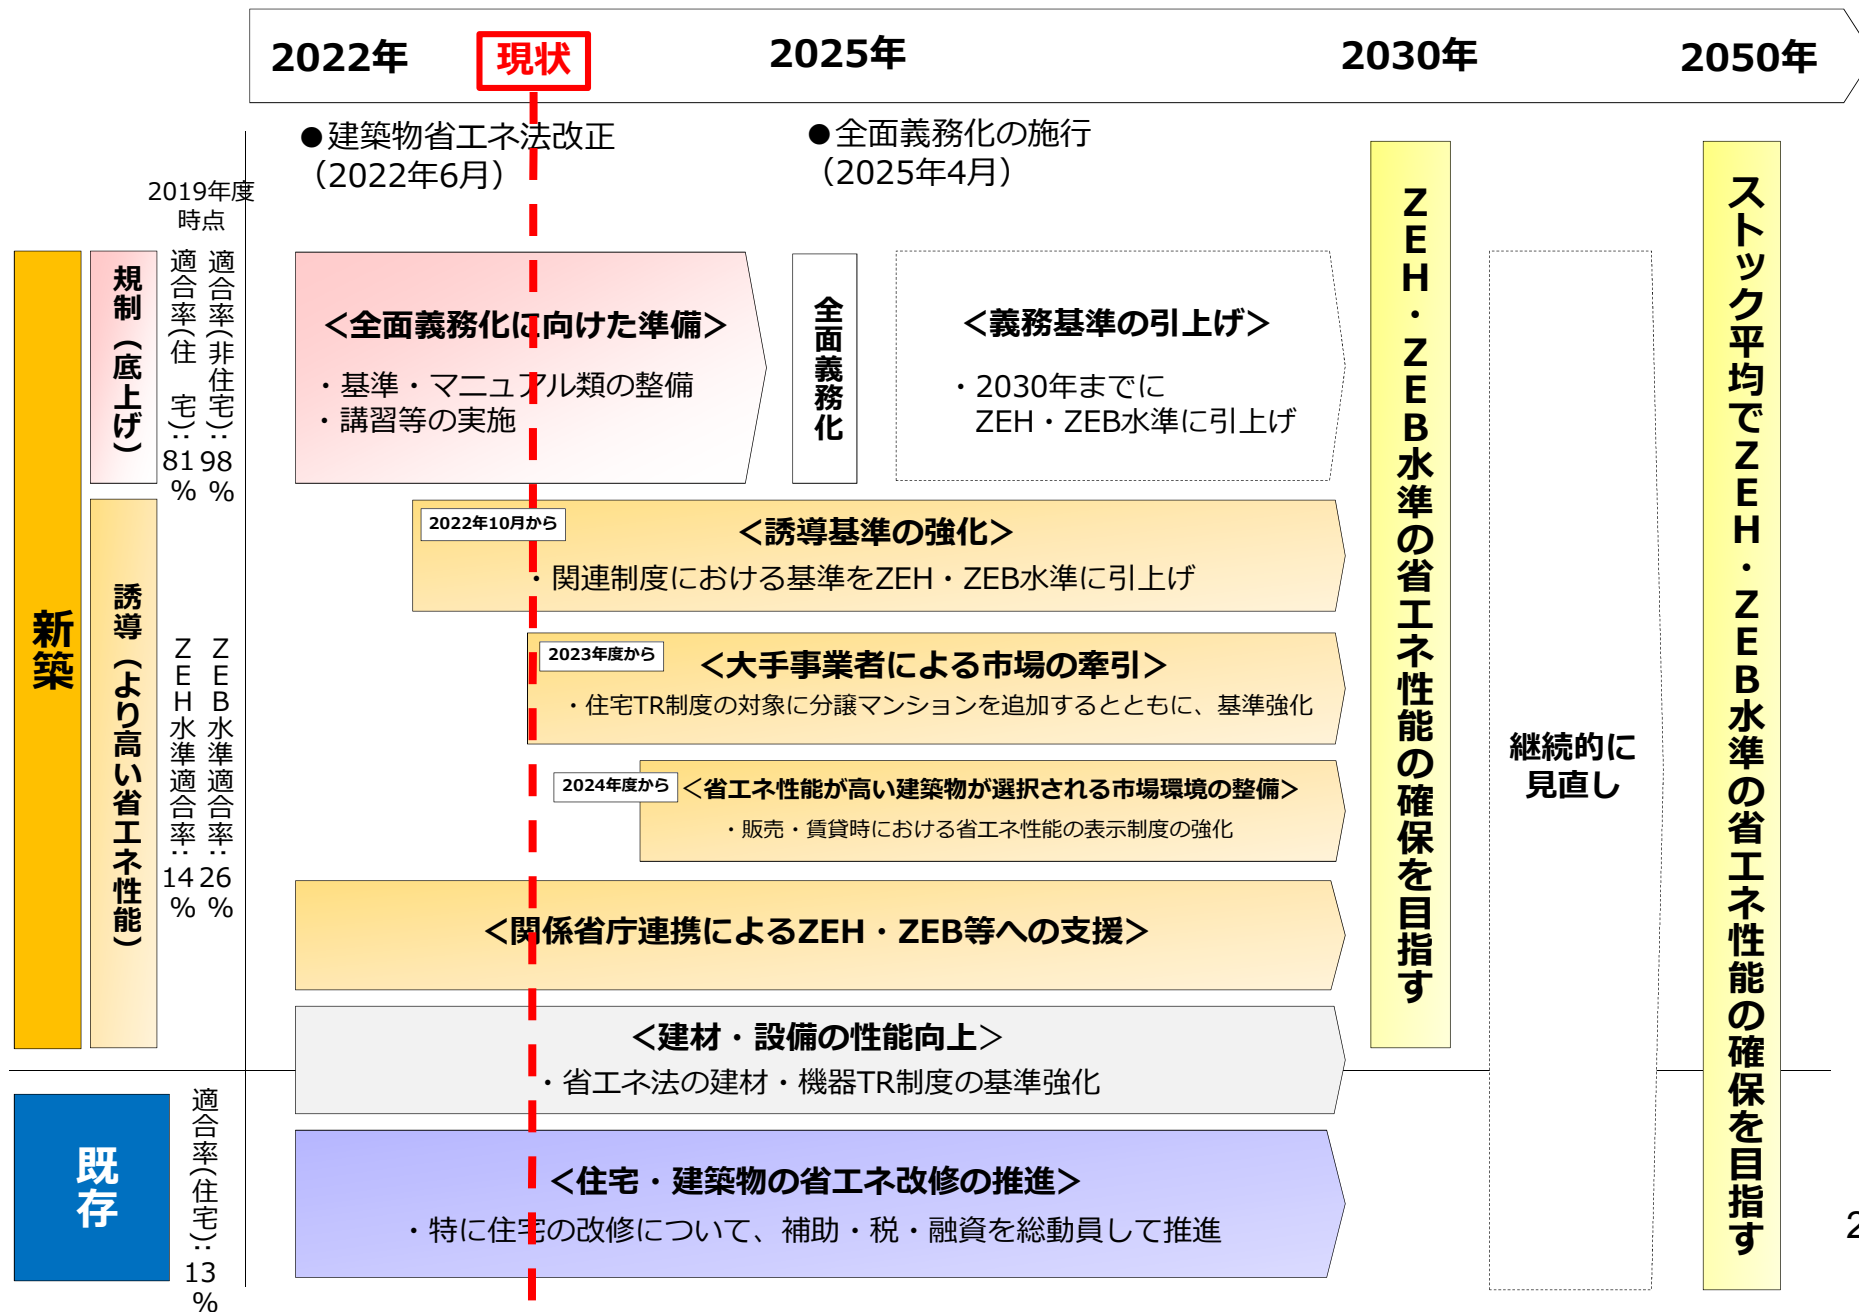 2022年
現状
2025年
2030年
2050年
●建築物省エネ法改正
（2022年6月）
●全面義務化の施行
（2025年4月）
2019年度
時点
新築
規制（底上げ）
適合率(住　宅)：81%
適合率(非住宅)：98%
＜全面義務化に向けた準備＞
・基準・マニュアル類の整備
・講習等の実施
全面義務化
＜義務基準の引上げ＞
・2030年までに
ZEH・ZEB水準に引上げ
誘導（より高い省エネ性能）
ZEH水準適合率：14%
ZEB水準適合率：26%
2022年10月から
＜誘導基準の強化＞
・関連制度における基準をZEH・ZEB水準に引上げ
2023年度から
＜大手事業者による市場の牽引＞
・住宅TR制度の対象に分譲マンションを追加するとともに、基準強化
2024年度から
＜省エネ性能が高い建築物が選択される市場環境の整備＞
・販売・賃貸時における省エネ性能の表示制度の強化
＜関係省庁連携によるZEH・ZEB等への支援＞
＜建材・設備の性能向上＞
・省エネ法の建材・機器TR制度の基準強化
既存
適合率(住宅)：13%
＜住宅・建築物の省エネ改修の推進＞
・特に住宅の改修について、補助・税・融資を総動員して推進
ZEH・ZEB水準の省エネ性能の確保を目指す
継続的に
見直し
ストック平均でZEH・ZEB水準の省エネ性能の確保を目指す
2